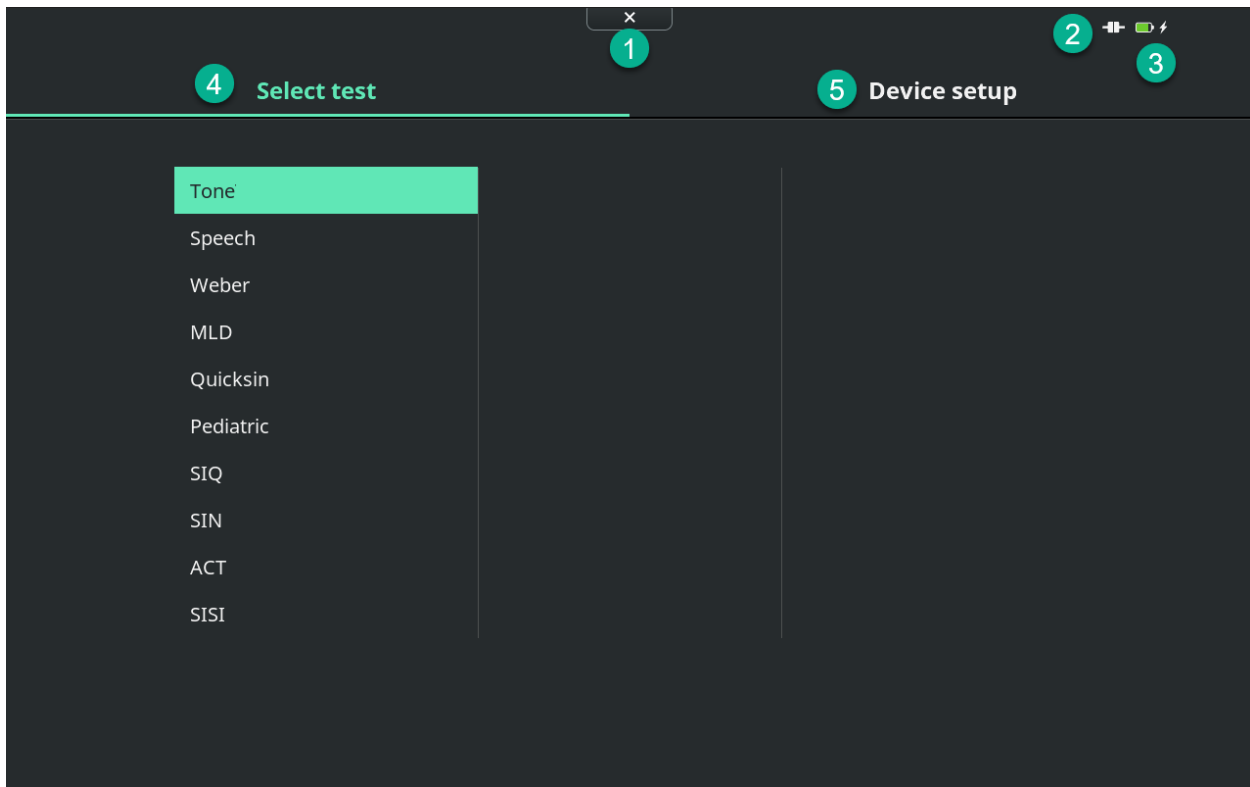 ×
1
2
3
4 Select test
5 Device setup
Tone
Speech
Weber
MLD
Quicksin
Pediatric
SIQ
SIN
ACT
SISI